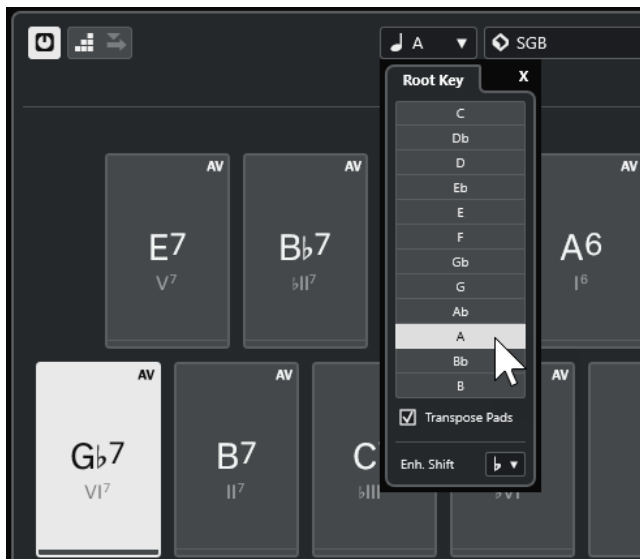 A
SGB
Root Key
X
C
Db
D
Eb
E
F
Gb
G
Ab
A
Bb
B
Transpose Pads
Enh. Shift ♭
AV
E7
V7
AV
B♭7
♭II7
AV
A6
I6
AV
G♭7
VI7
AV
B7
II7
C
♭III
AV
♭VI